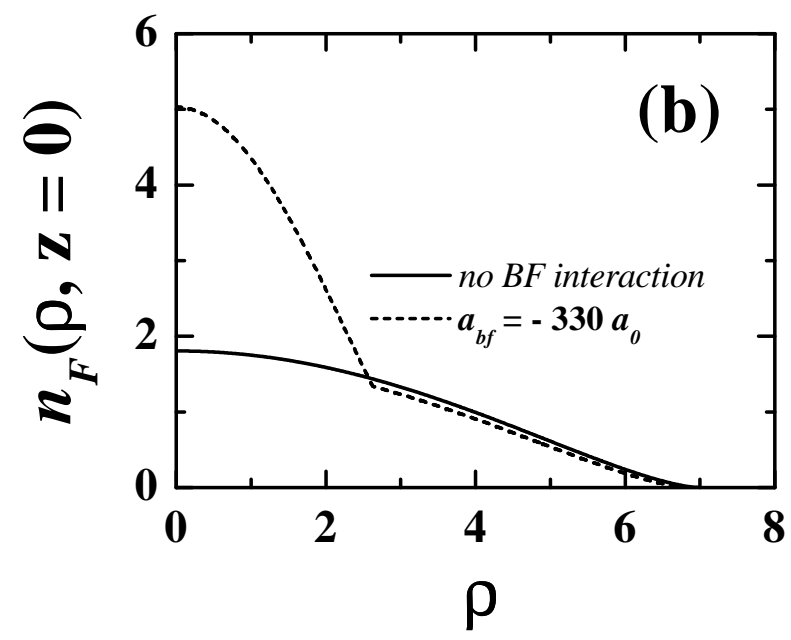 6
(b)
4
no BF interaction
a_bf = - 330 a_0
2
0
0 2 4 6 8
ρ
n_F(ρ, z = 0)